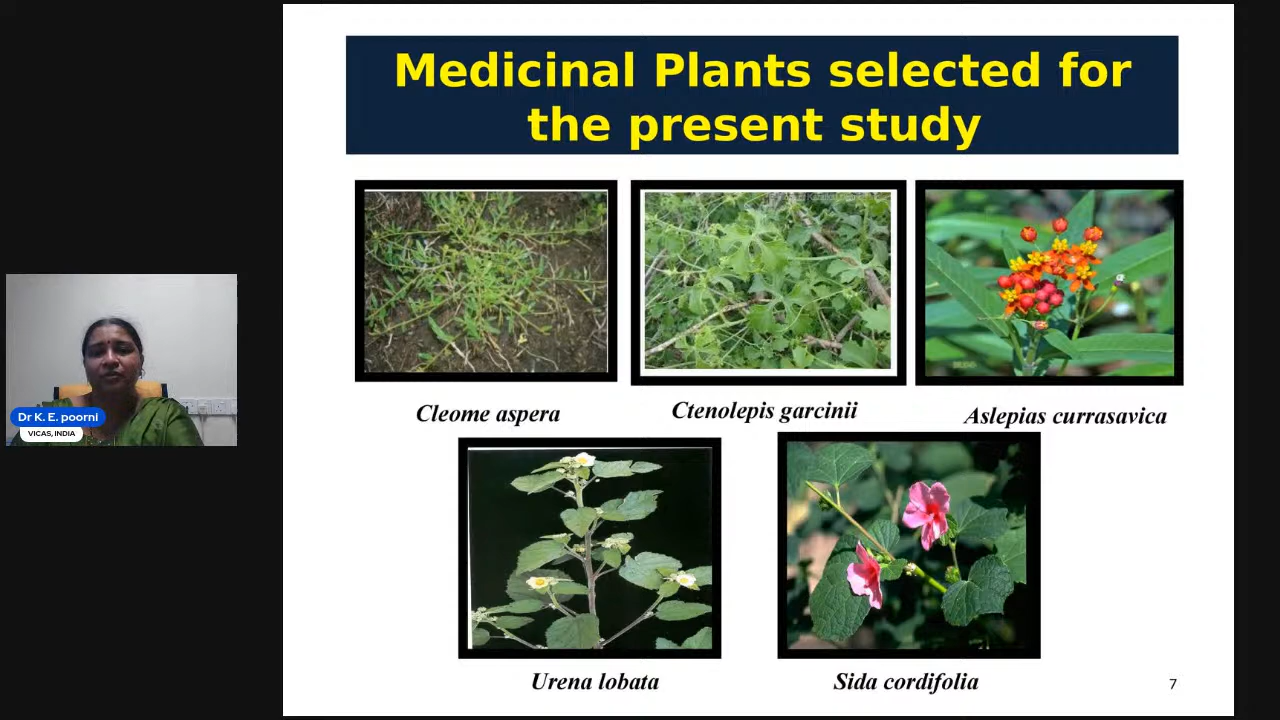 Medicinal Plants selected for
the present study
Cleome aspera
Ctenolepis garcinii
Aslepias currasavica
Urena lobata
Sida cordifolia
7
Dr K. E. poorni
VICAS, INDIA